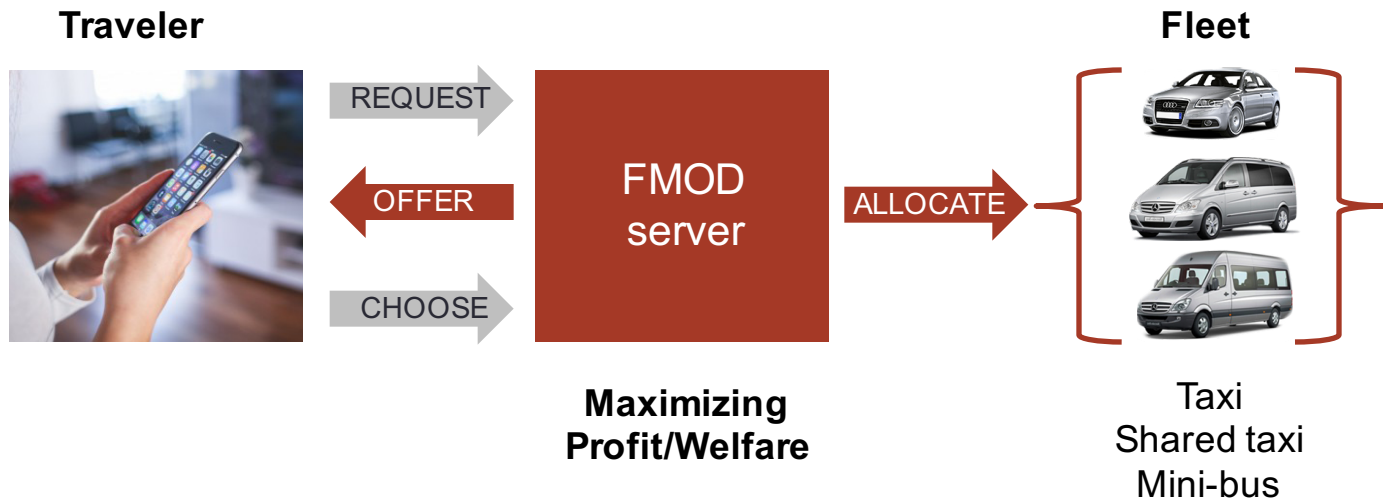 Traveler
Fleet
REQUEST
OFFER
CHOOSE
FMOD
server
ALLOCATE
Maximizing
Profit/Welfare
Taxi
Shared taxi
Mini-bus